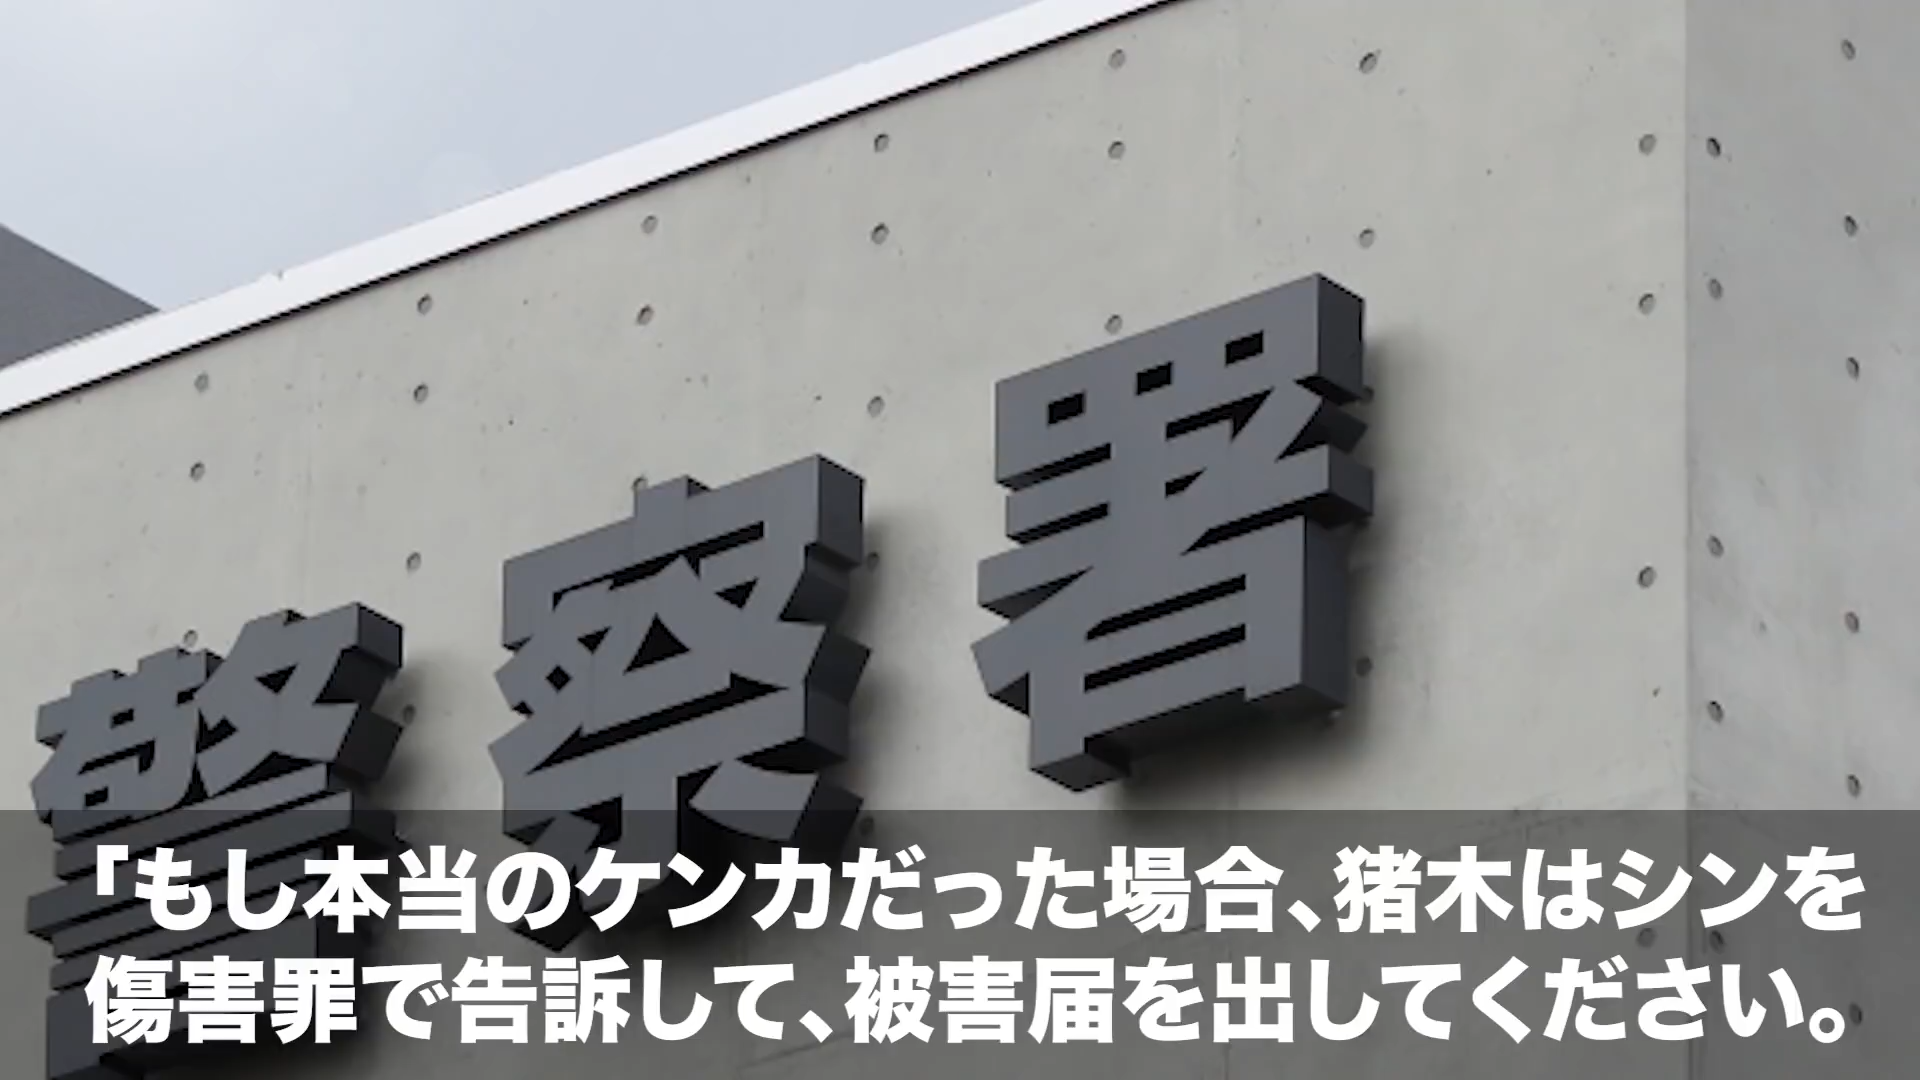 警察署
「もし本当のケンカだった場合、猪木はシンを
傷害罪で告訴して、被害届を出してください。